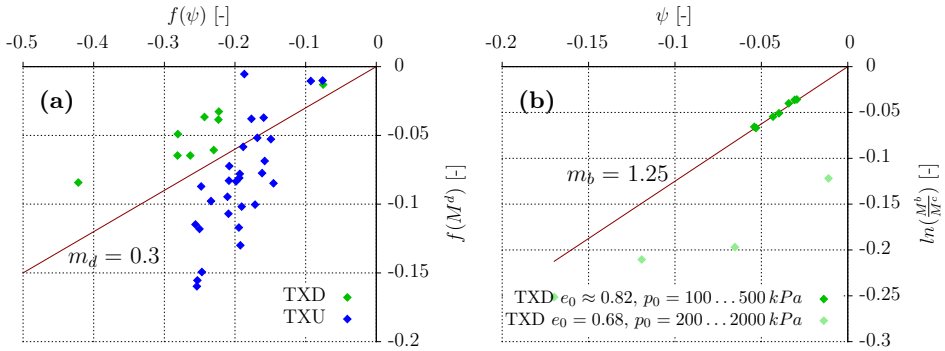 f(ψ) [-]
-0.5 -0.4 -0.3 -0.2 -0.1 0
0
-0.05
-0.1
-0.15
-0.2
f(M^d) [-]
(a)
m_d = 0.3
TXD
TXU
ψ [-]
-0.2 -0.15 -0.1 -0.05 0
0
-0.05
-0.1
-0.15
-0.2
-0.25
-0.3
ln(M^b/M^c) [-]
(b)
m_b = 1.25
TXD e_0 ≈ 0.82, p_0 = 100...500 kPa
TXD e_0 = 0.68, p_0 = 200...2000 kPa